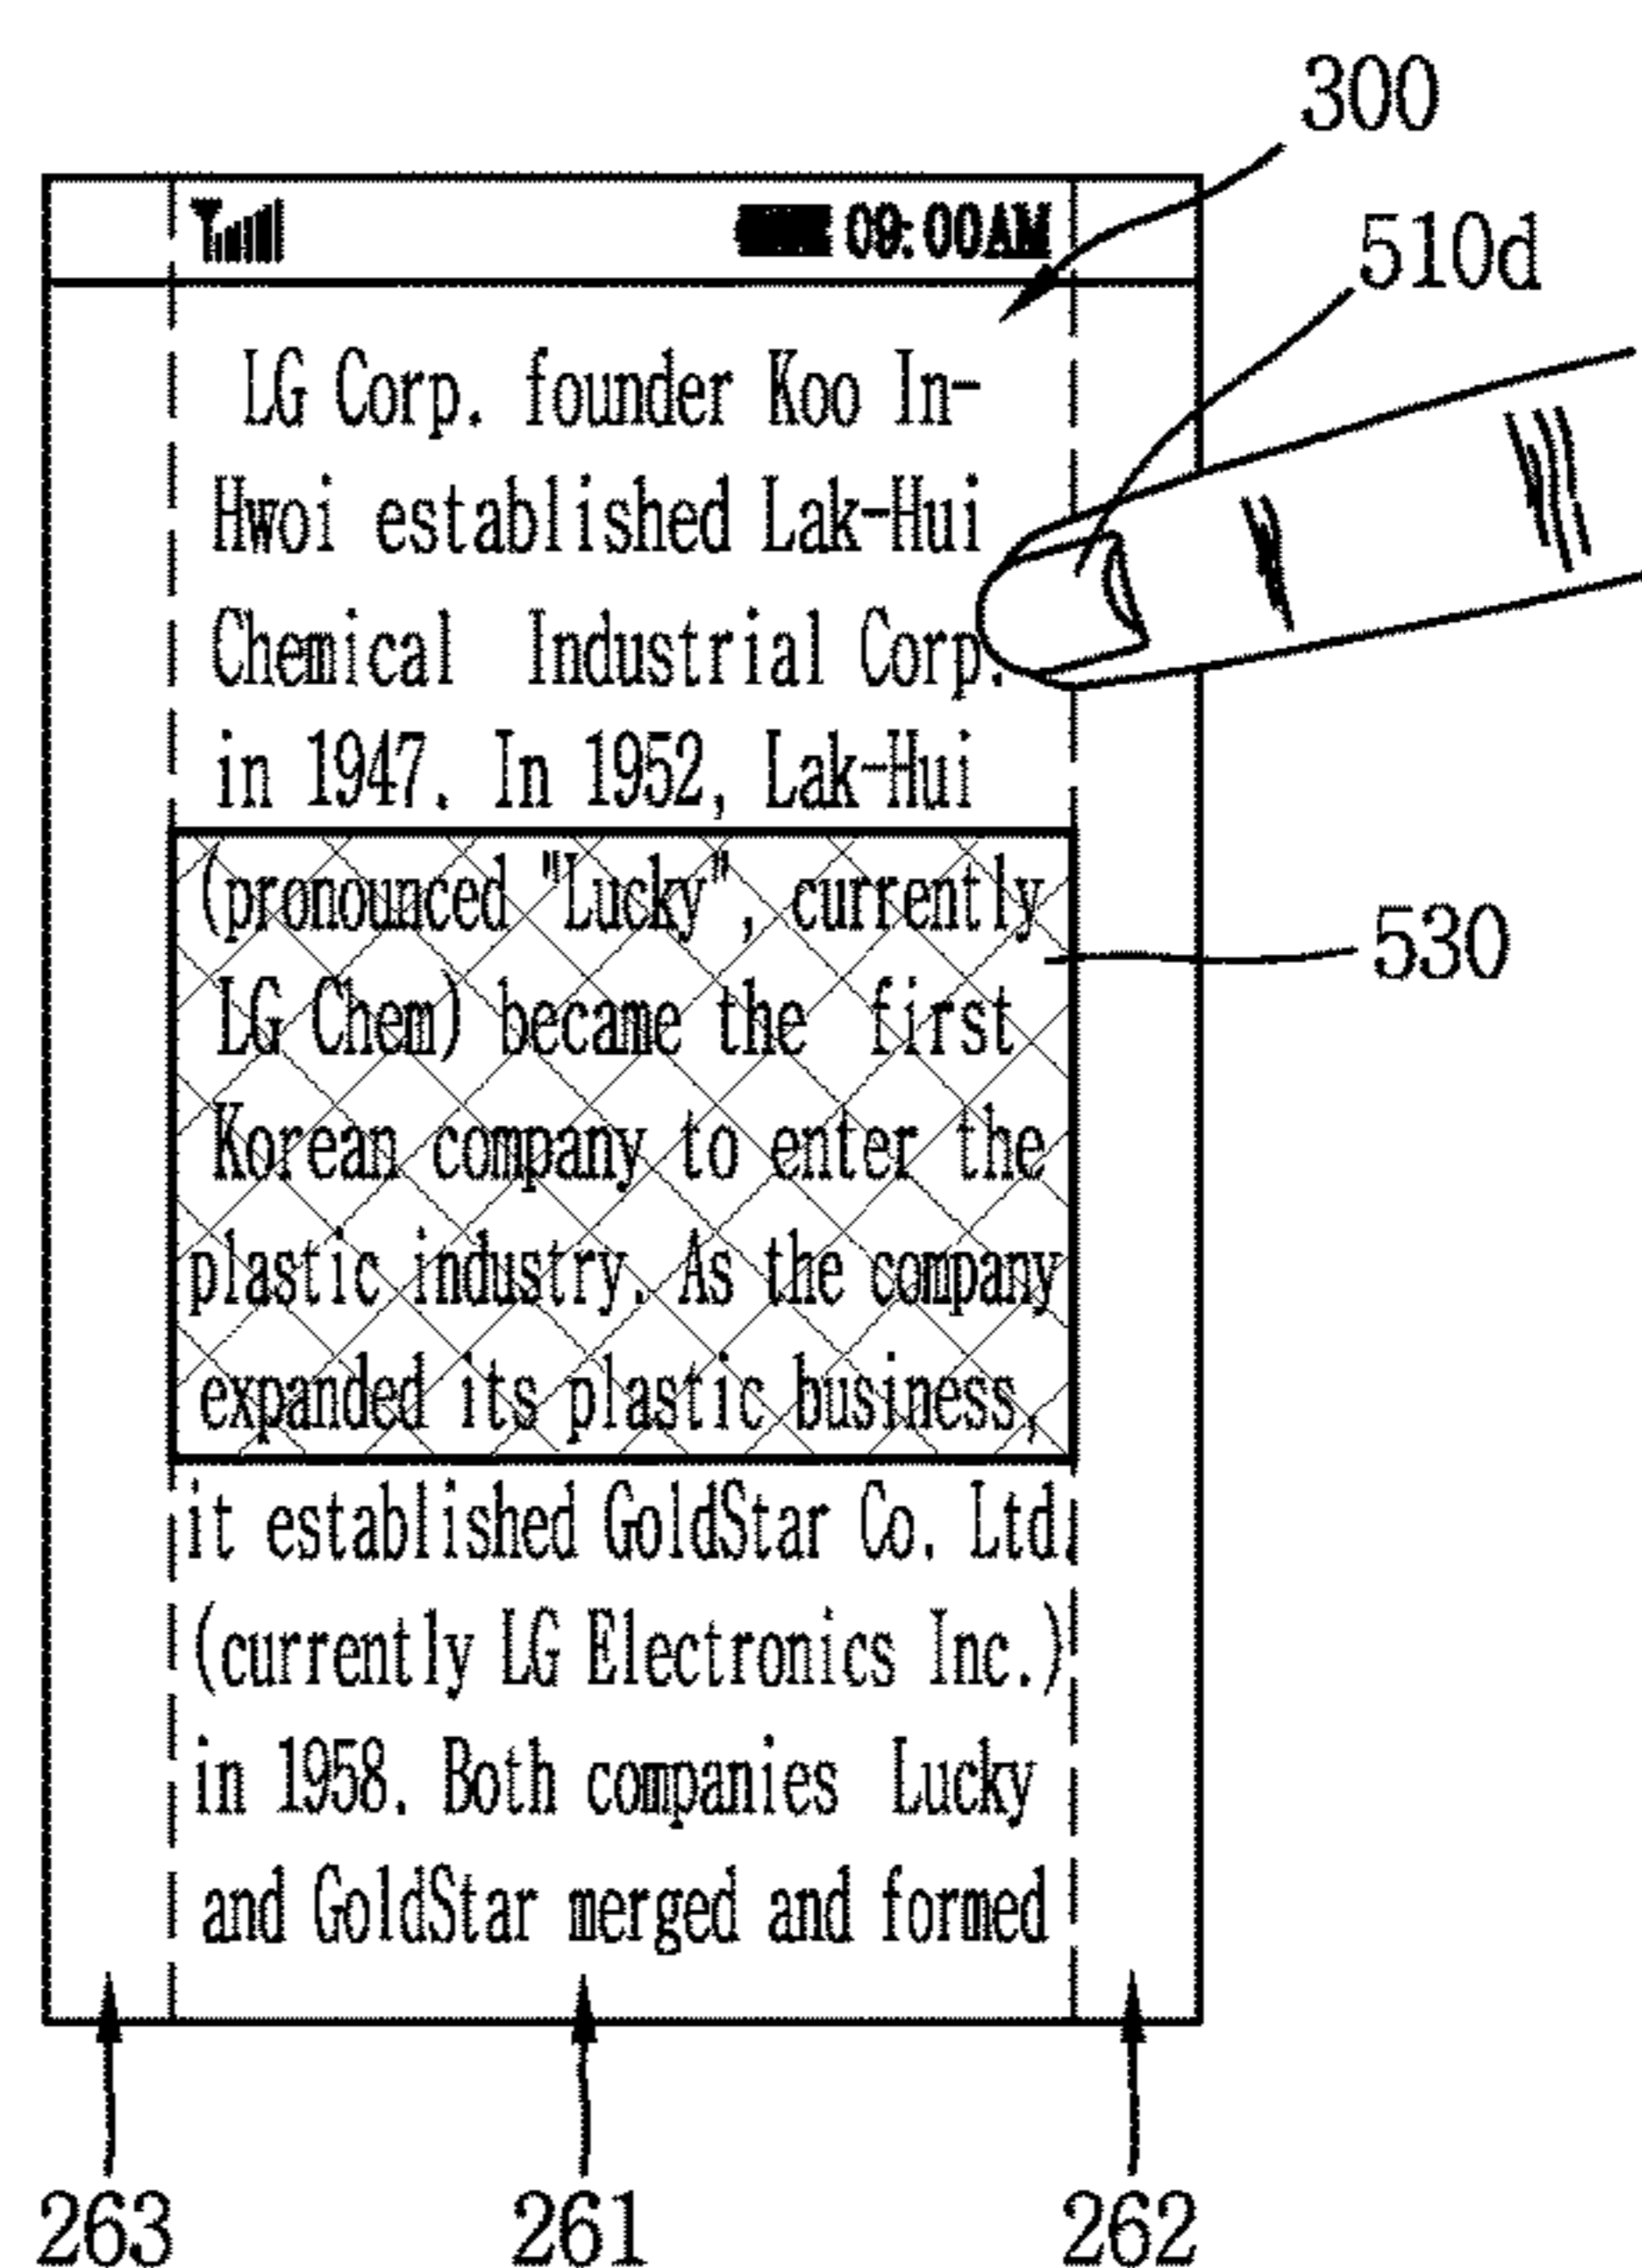 300
09:00AM
510d
LG Corp. founder Koo In-
Hwoi established Lak-Hui
Chemical Industrial Corp.
in 1947. In 1952, Lak-Hui
(pronounced "Lucky", currently
530
LG Chem) became the first
Korean company to enter the
plastic industry. As the company
expanded its plastic business,
it established GoldStar Co. Ltd.
(currently LG Electronics Inc.)
in 1958. Both companies Lucky
and GoldStar merged and formed
263 261 262